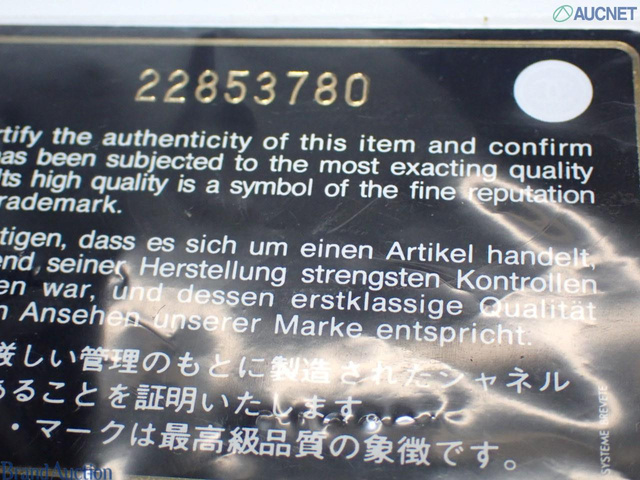 AUCNET
22853780
rtify the authenticity of this item and confirm
has been subjected to the most exacting quality
Its high quality is a symbol of the fine reputation
trademark.
tigen, dass es sich um einen Artikel handelt,
end seiner Herstellung strengsten Kontrollen
en war, und dessen erstklassige Qualität
n Ansehen unserer Marke entspricht.
厳しい管理のもとに製造されたシャネル
あることを証明いたします。
・マークは最高級品質の象徴です。
SYSTEME BREVETE
Brand Auction